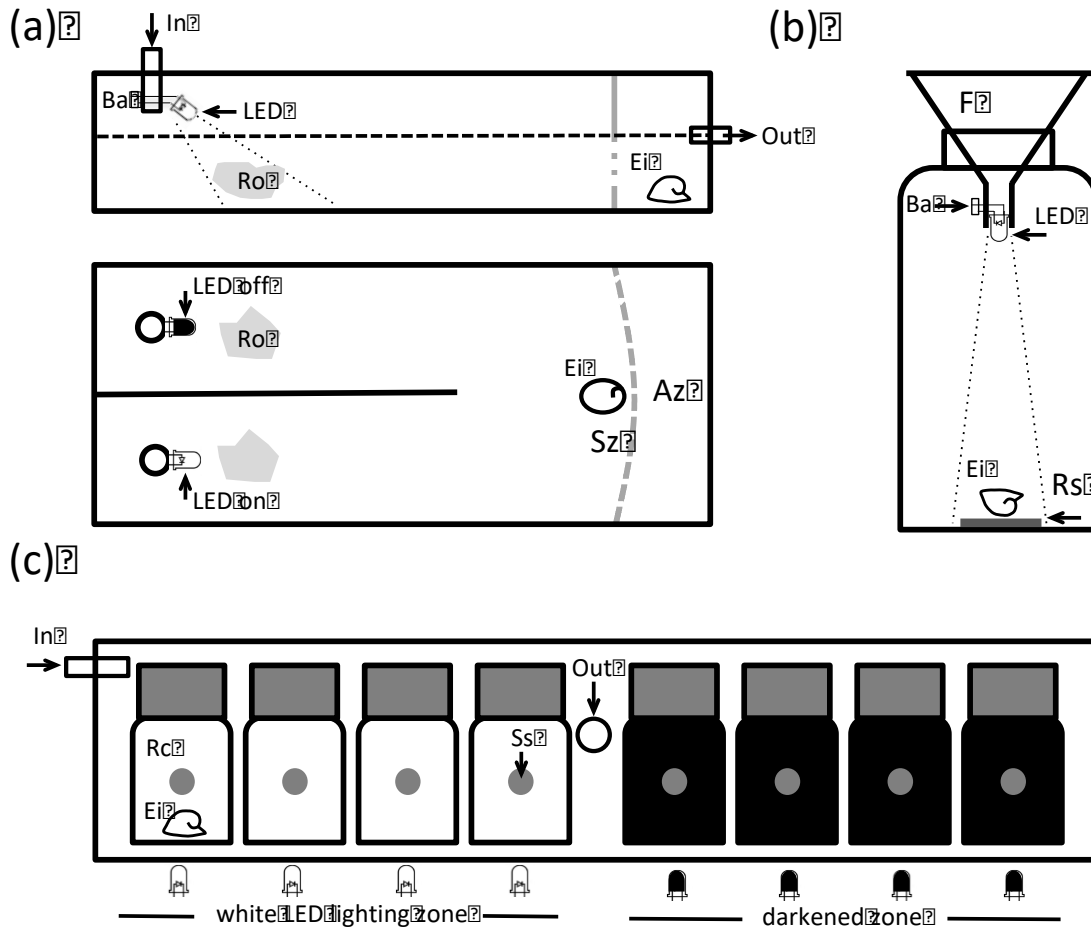 (a)
In
Ba
LED
Out
Ei
Ro
LED off
Ro
Ei
Az
Sz
LED on
(b)
F
Ba
LED
Ei
Rs
(c)
In
Out
Rc
Ss
Ei
white LED lighting zone
darkened zone